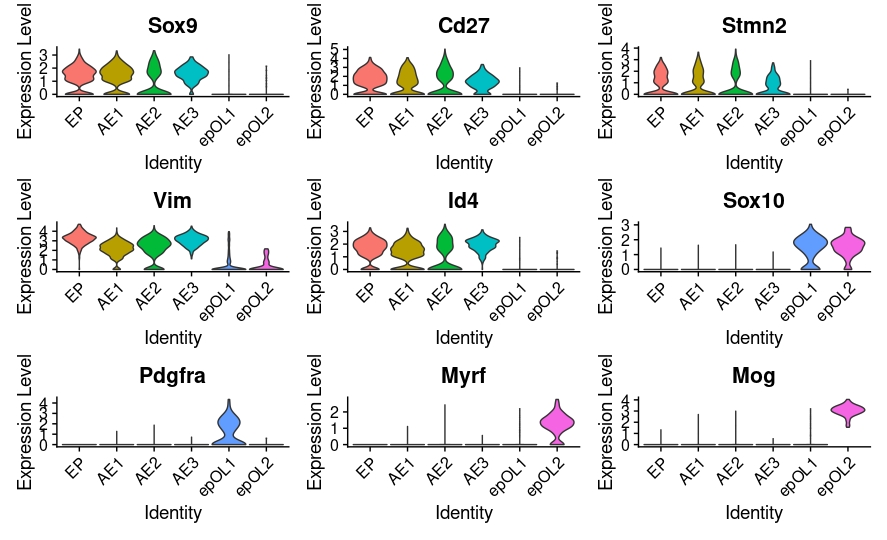 Sox9
Expression Level
3
2
1
0
EP
AE1
AE2
AE3
epOL1
epOL2
Identity
Cd27
Expression Level
5
4
3
2
1
0
EP
AE1
AE2
AE3
epOL1
epOL2
Identity
Stmn2
Expression Level
4
3
2
1
0
EP
AE1
AE2
AE3
epOL1
epOL2
Identity
Vim
Expression Level
4
3
2
1
0
EP
AE1
AE2
AE3
epOL1
epOL2
Identity
Id4
Expression Level
3
2
1
0
EP
AE1
AE2
AE3
epOL1
epOL2
Identity
Sox10
Expression Level
3
2
1
0
EP
AE1
AE2
AE3
epOL1
epOL2
Identity
Pdgfra
Expression Level
4
3
2
1
0
EP
AE1
AE2
AE3
epOL1
epOL2
Identity
Myrf
Expression Level
2
1
0
EP
AE1
AE2
AE3
epOL1
epOL2
Identity
Mog
Expression Level
4
3
2
1
0
EP
AE1
AE2
AE3
epOL1
epOL2
Identity